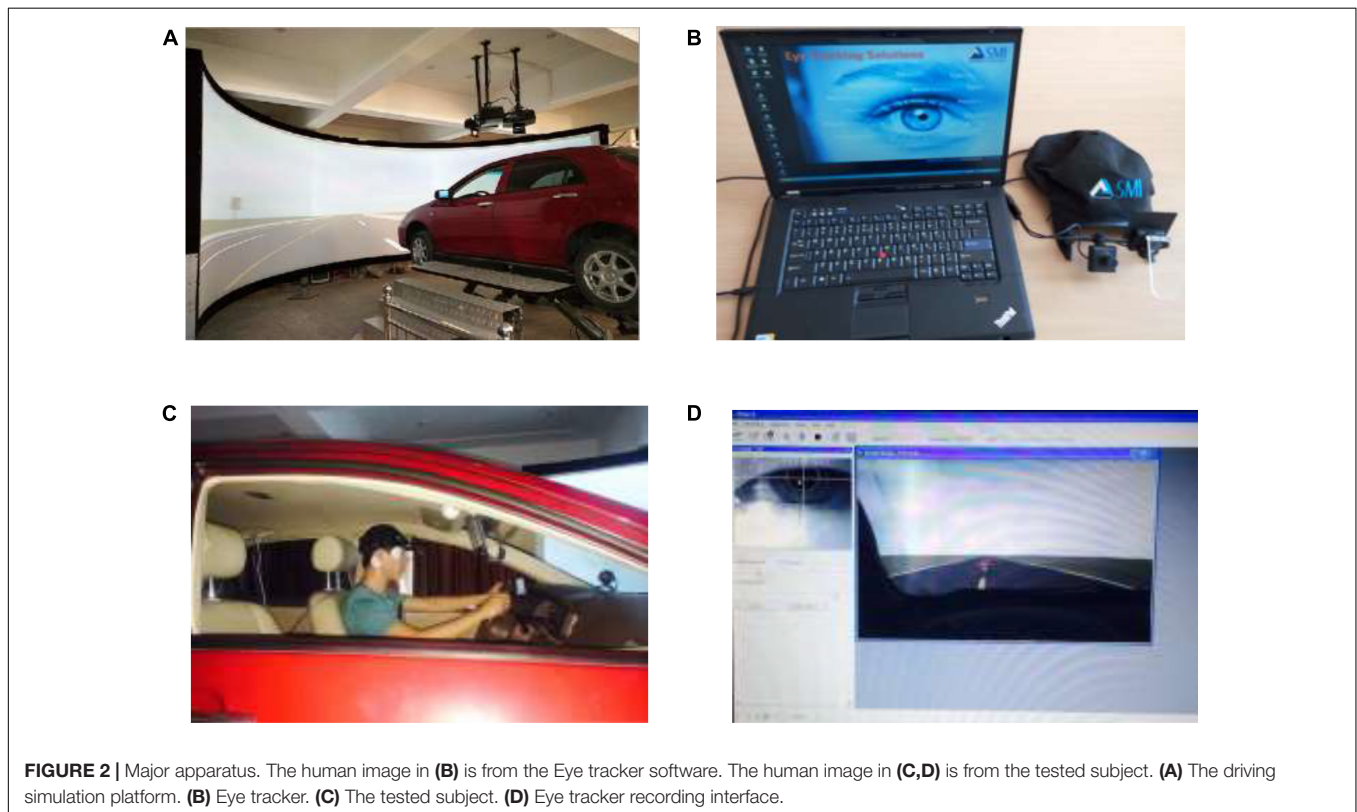 A
B
Eye Tracking Solutions
SMI
SMI
ThinkPad
C
D
FIGURE 2 | Major apparatus. The human image in (B) is from the Eye tracker software. The human image in (C,D) is from the tested subject. (A) The driving
simulation platform. (B) Eye tracker. (C) The tested subject. (D) Eye tracker recording interface.